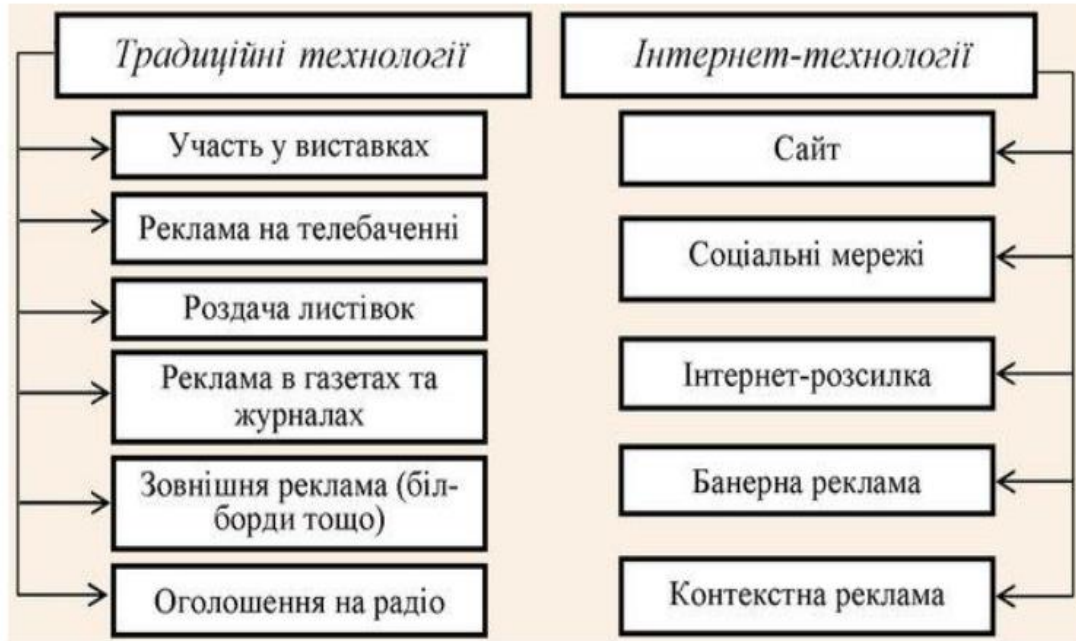 Традиційні технології
Участь у виставках
Реклама на телебаченні
Роздача листівок
Реклама в газетах та
журналах
Зовнішня реклама (біл-
борди тощо)
Оголошення на радіо
Інтернет-технології
Сайт
Соціальні мережі
Інтернет-розсилка
Банерна реклама
Контекстна реклама